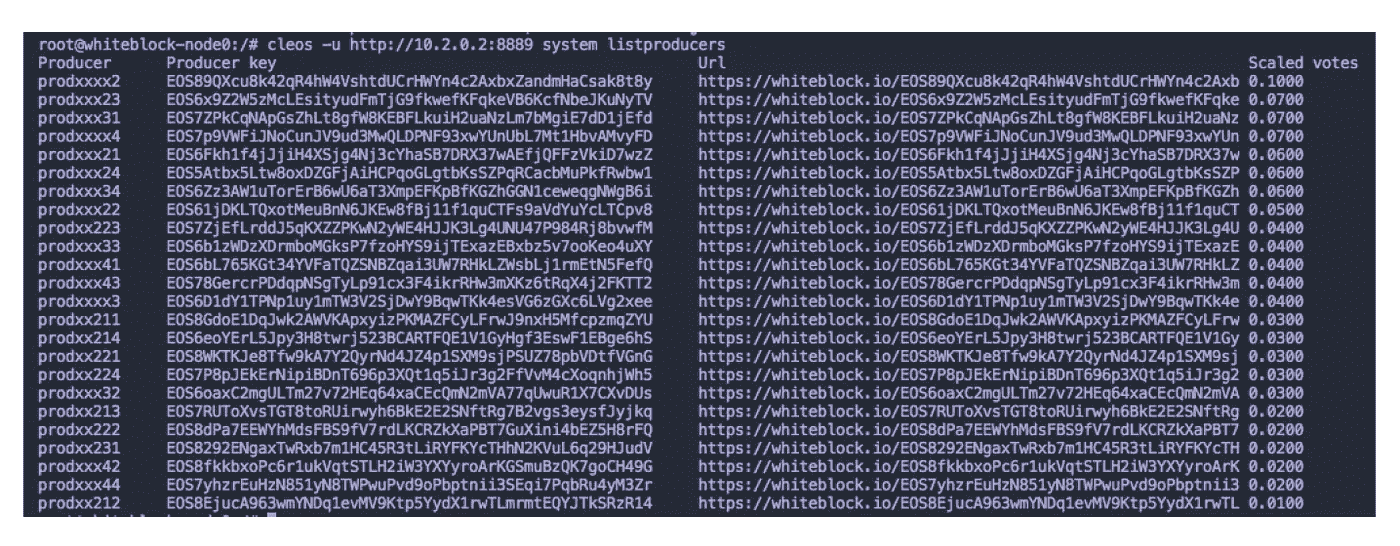 root@whiteblock-node0:/# cleos -u http://10.2.0.2:8889 system listproducers
Producer Producer key Url Scaled votes
prodxxxx2 EOS89QXcu8k42qR4hW4VshtdUCrHWYn4c2AxbxZandmHaCsak8t8y https://whiteblock.io/EOS89QXcu8k42qR4hW4VshtdUCrHWYn4c2Axb 0.1000
prodxxx23 EOS6x9Z2W5zMcLEsityudFmTjG9fkwefKFqkeVB6KcfNbeJKuNyTV https://whiteblock.io/EOS6x9Z2W5zMcLEsityudFmTjG9fkwefKFqke 0.0700
prodxxx31 EOS7ZPkCqNApGsZhLt8gfW8KEBFLkuiH2uaNzLm7bMgiE7dD1jEfd https://whiteblock.io/EOS7ZPkCqNApGsZhLt8gfW8KEBFLkuiH2uaNz 0.0700
prodxxxx4 EOS7p9VWFiJNoCunJV9ud3MwQLDPNF93xwYUnUbL7Mt1HbvAMvyFD https://whiteblock.io/EOS7p9VWFiJNoCunJV9ud3MwQLDPNF93xwYUn 0.0700
prodxxx21 EOS6Fkh1f4jJjiH4XSjg4Nj3cYhaSB7DRX37wAEfjQFFzVkiD7wzZ https://whiteblock.io/EOS6Fkh1f4jJjiH4XSjg4Nj3cYhaSB7DRX37w 0.0600
prodxxx24 EOS5Atbx5Ltw8oxDZGFjAiHCPqoGLgtbKsSZPqRCacbMuPkfRwbw1 https://whiteblock.io/EOS5Atbx5Ltw8oxDZGFjAiHCPqoGLgtbKsSZP 0.0600
prodxxx34 EOS6Zz3AW1uTorErB6wU6aT3XmpEFKpBfKGZhGGN1ceweqgNWgB6i https://whiteblock.io/EOS6Zz3AW1uTorErB6wU6aT3XmpEFKpBfKGZh 0.0600
prodxxx22 EOS61jDKLTQxotMeuBnN6JKEw8fBj11f1quCTFs9aVdYuYcLTCpv8 https://whiteblock.io/EOS61jDKLTQxotMeuBnN6JKEw8fBj11f1quCT 0.0500
prodxx223 EOS7ZjEfLrddJ5qKXZZPKwN2yWE4HJJK3Lg4UNU47P984Rj8bvwfM https://whiteblock.io/EOS7ZjEfLrddJ5qKXZZPKwN2yWE4HJJK3Lg4U 0.0400
prodxxx33 EOS6b1zWDzXDrmboMGksP7fzoHYS9ijTExazEBxbz5v7ooKeo4uXY https://whiteblock.io/EOS6b1zWDzXDrmboMGksP7fzoHYS9ijTExazE 0.0400
prodxxx41 EOS6bL765KGt34YVFaTQZSNBZqai3UW7RHkLZWsbLj1rmEtN5FefQ https://whiteblock.io/EOS6bL765KGt34YVFaTQZSNBZqai3UW7RHkLZ 0.0400
prodxxx43 EOS78GercrPDdqpNSgTyLp91cx3F4ikrRHw3mXKz6tRqX4j2FKTT2 https://whiteblock.io/EOS78GercrPDdqpNSgTyLp91cx3F4ikrRHw3m 0.0400
prodxxxx3 EOS6D1dY1TPNp1uy1mTW3V2SjDwY9BqwTKk4esVG6zGXc6LVg2xee https://whiteblock.io/EOS6D1dY1TPNp1uy1mTW3V2SjDwY9BqwTKk4e 0.0400
prodxx211 EOS8GdoE1DqJwk2AWVKApxyizPKMAZFCyLFrwJ9nxH5MfcpzmqZYU https://whiteblock.io/EOS8GdoE1DqJwk2AWVKApxyizPKMAZFCyLFrw 0.0300
prodxx214 EOS6eoYErL5Jpy3H8twrj523BCARTFQE1V1GyHgf3EswF1EBge6hS https://whiteblock.io/EOS6eoYErL5Jpy3H8twrj523BCARTFQE1V1Gy 0.0300
prodxx221 EOS8WKTKJe8Tfw9kA7Y2QyrNd4JZ4p1SXM9sjPSUZ78pbVDtfVGnG https://whiteblock.io/EOS8WKTKJe8Tfw9kA7Y2QyrNd4JZ4p1SXM9sj 0.0300
prodxx224 EOS7P8pJEkErNipiBDnT696p3XQt1q5iJr3g2FfVvM4cXoqnhjWh5 https://whiteblock.io/EOS7P8pJEkErNipiBDnT696p3XQt1q5iJr3g2 0.0300
prodxxx32 EOS6oaxC2mgULTm27v72HEq64xaCEcQmN2mVA77qUwuR1X7CXvDUs https://whiteblock.io/EOS6oaxC2mgULTm27v72HEq64xaCEcQmN2mVA 0.0300
prodxx213 EOS7RUToXvsTGT8toRUirwyh6BkE2E2SNftRg7B2vgs3eysfJyjkq https://whiteblock.io/EOS7RUToXvsTGT8toRUirwyh6BkE2E2SNftRg 0.0200
prodxx222 EOS8dPa7EEWYhMdsFBS9fV7rdLKCRZkXaPBT7GuXini4bEZ5H8rFQ https://whiteblock.io/EOS8dPa7EEWYhMdsFBS9fV7rdLKCRZkXaPBT7 0.0200
prodxx231 EOS8292ENgaxTwRxb7m1HC45R3tLiRYFKYcTHhN2KVuL6q29HJudV https://whiteblock.io/EOS8292ENgaxTwRxb7m1HC45R3tLiRYFKYcTH 0.0200
prodxxx42 EOS8fkkbxoPc6r1ukVqtSTLH2iW3YXYyroArKGSmuBzQK7goCH49G https://whiteblock.io/EOS8fkkbxoPc6r1ukVqtSTLH2iW3YXYyroArK 0.0200
prodxxx44 EOS7yhzrEuHzN851yN8TWPwuPvd9oPbptnii3SEqi7PqbRu4yM3Zr https://whiteblock.io/EOS7yhzrEuHzN851yN8TWPwuPvd9oPbptnii3 0.0200
prodxx212 EOS8EjucA963wmYNDq1evMV9Ktp5YydX1rwTLmrmtEQYJTkSRzR14 https://whiteblock.io/EOS8EjucA963wmYNDq1evMV9Ktp5YydX1rwTL 0.0100